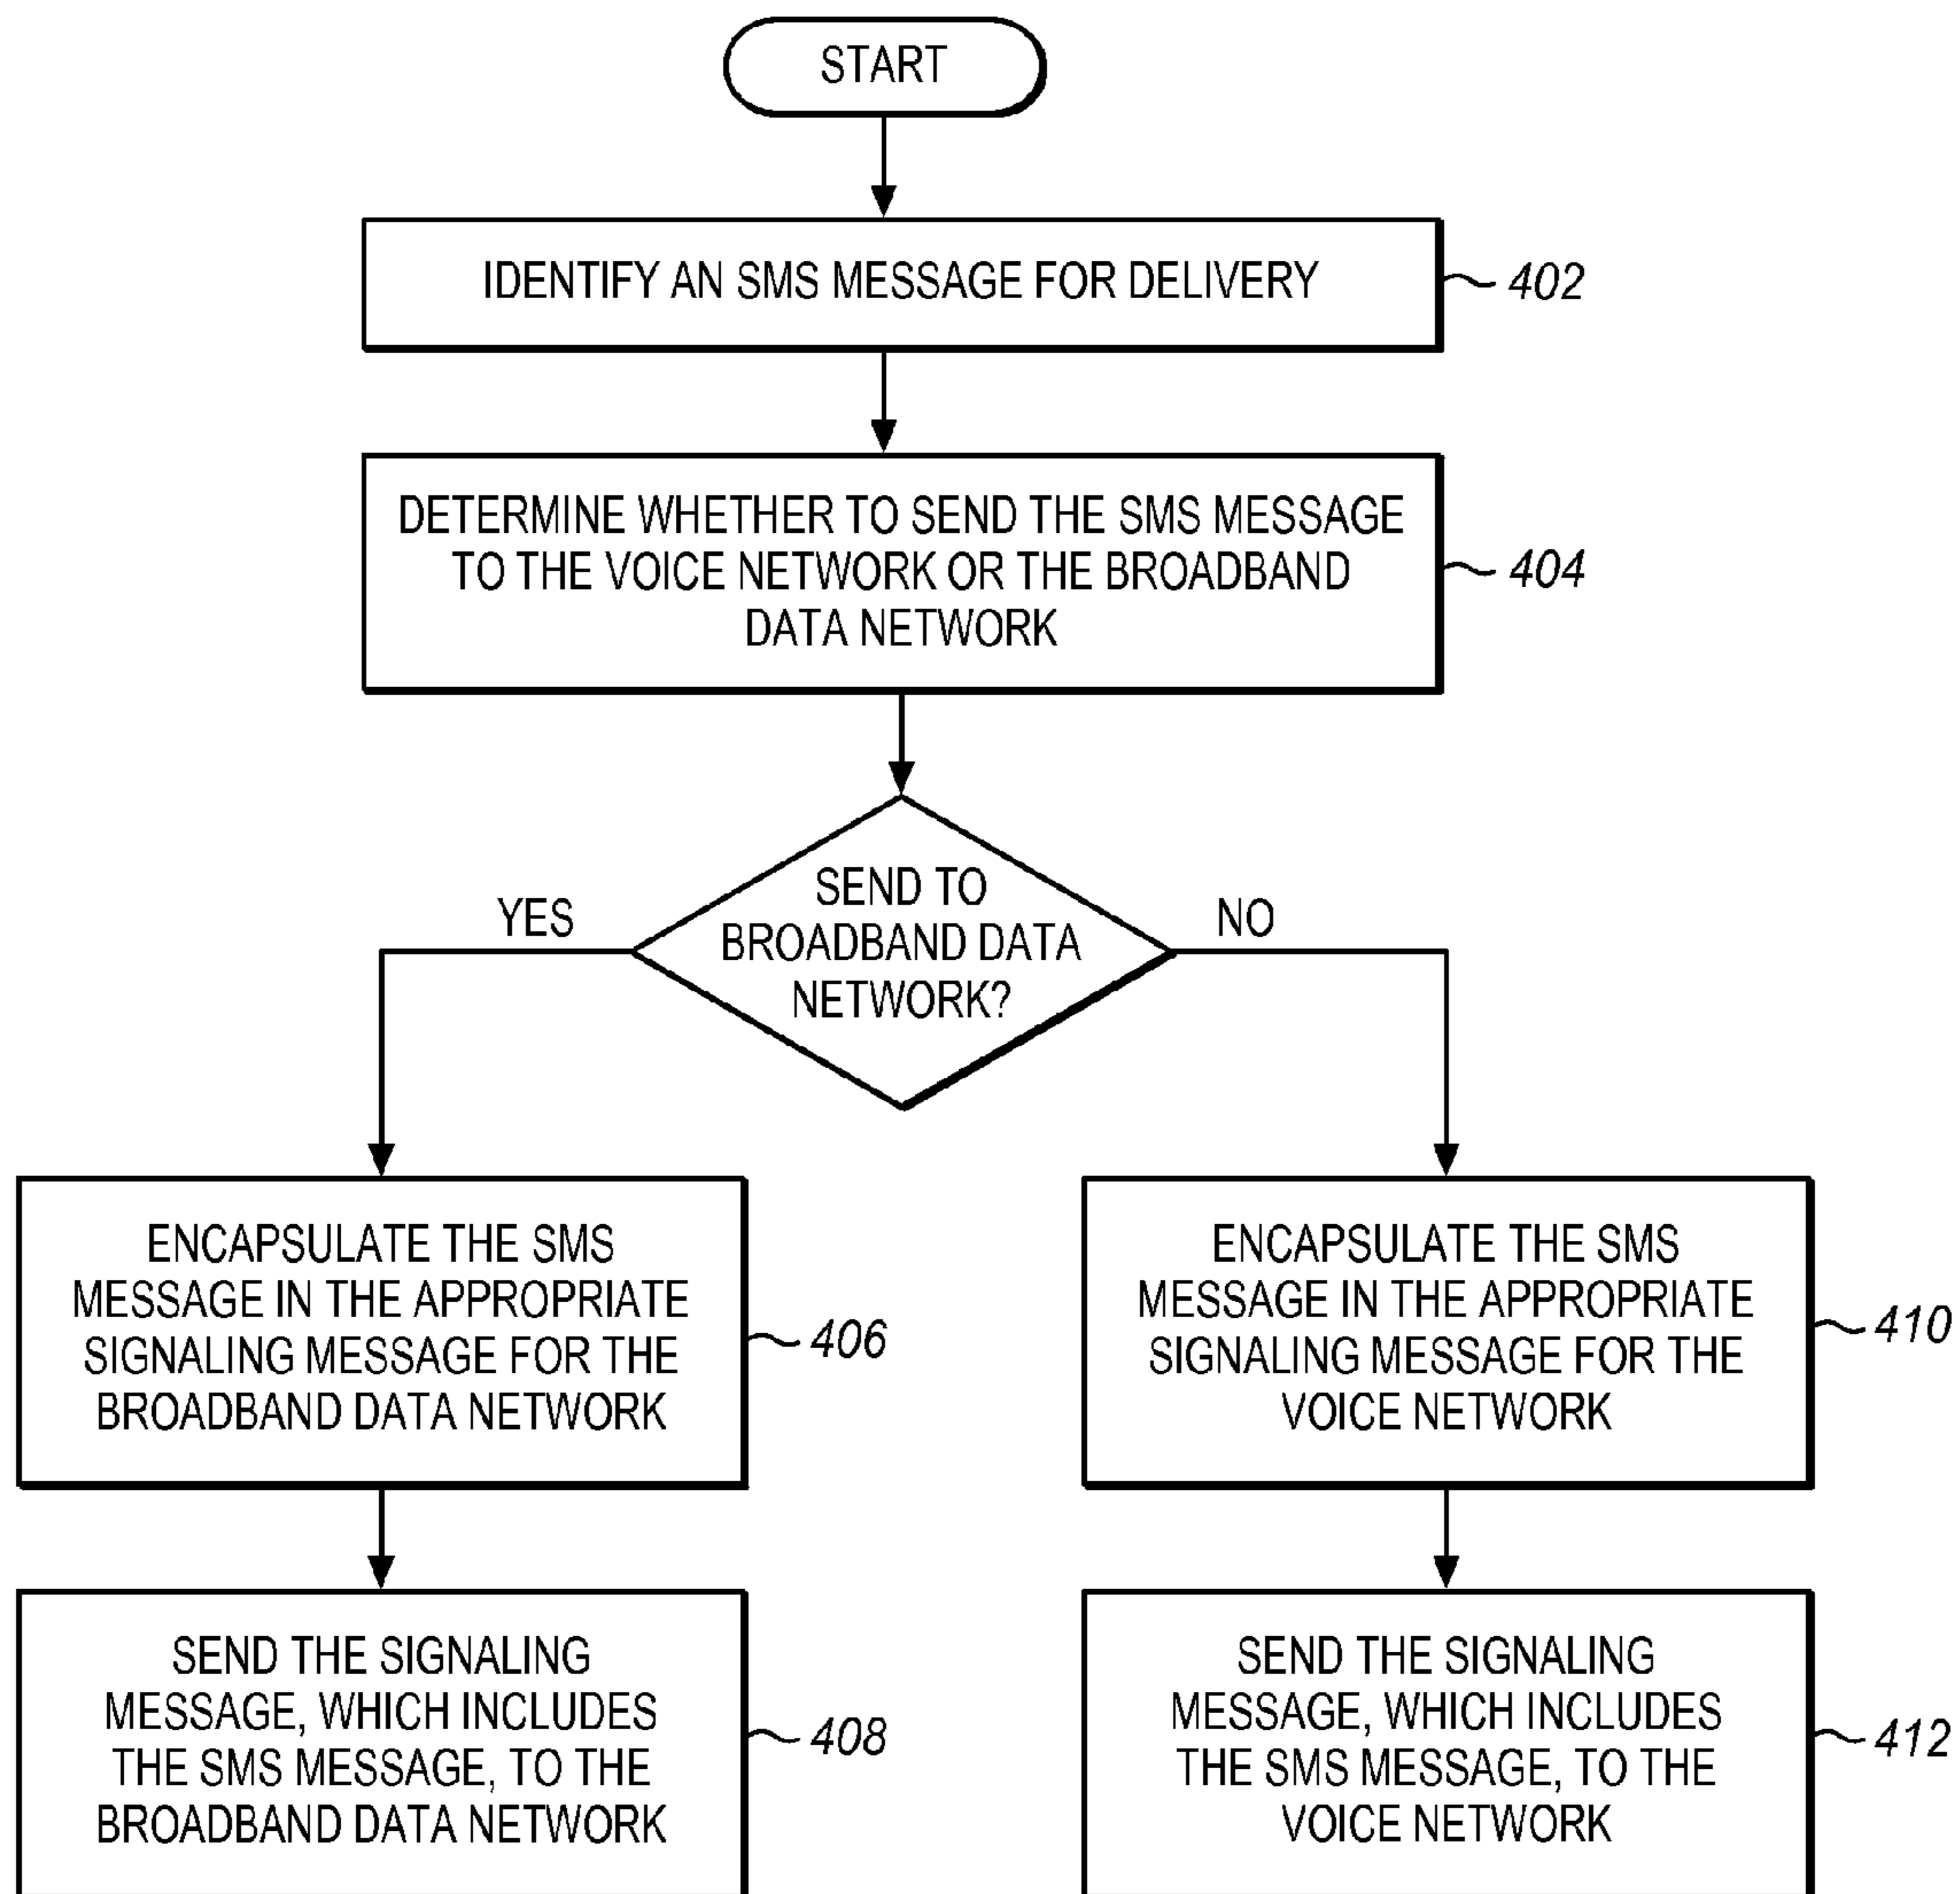 START
IDENTIFY AN SMS MESSAGE FOR DELIVERY
402
DETERMINE WHETHER TO SEND THE SMS MESSAGE
TO THE VOICE NETWORK OR THE BROADBAND
DATA NETWORK
404
SEND TO
BROADBAND DATA
NETWORK?
YES
NO
ENCAPSULATE THE SMS
MESSAGE IN THE APPROPRIATE
SIGNALING MESSAGE FOR THE
BROADBAND DATA NETWORK
406
ENCAPSULATE THE SMS
MESSAGE IN THE APPROPRIATE
SIGNALING MESSAGE FOR THE
VOICE NETWORK
410
SEND THE SIGNALING
MESSAGE, WHICH INCLUDES
THE SMS MESSAGE, TO THE
BROADBAND DATA NETWORK
408
SEND THE SIGNALING
MESSAGE, WHICH INCLUDES
THE SMS MESSAGE, TO THE
VOICE NETWORK
412